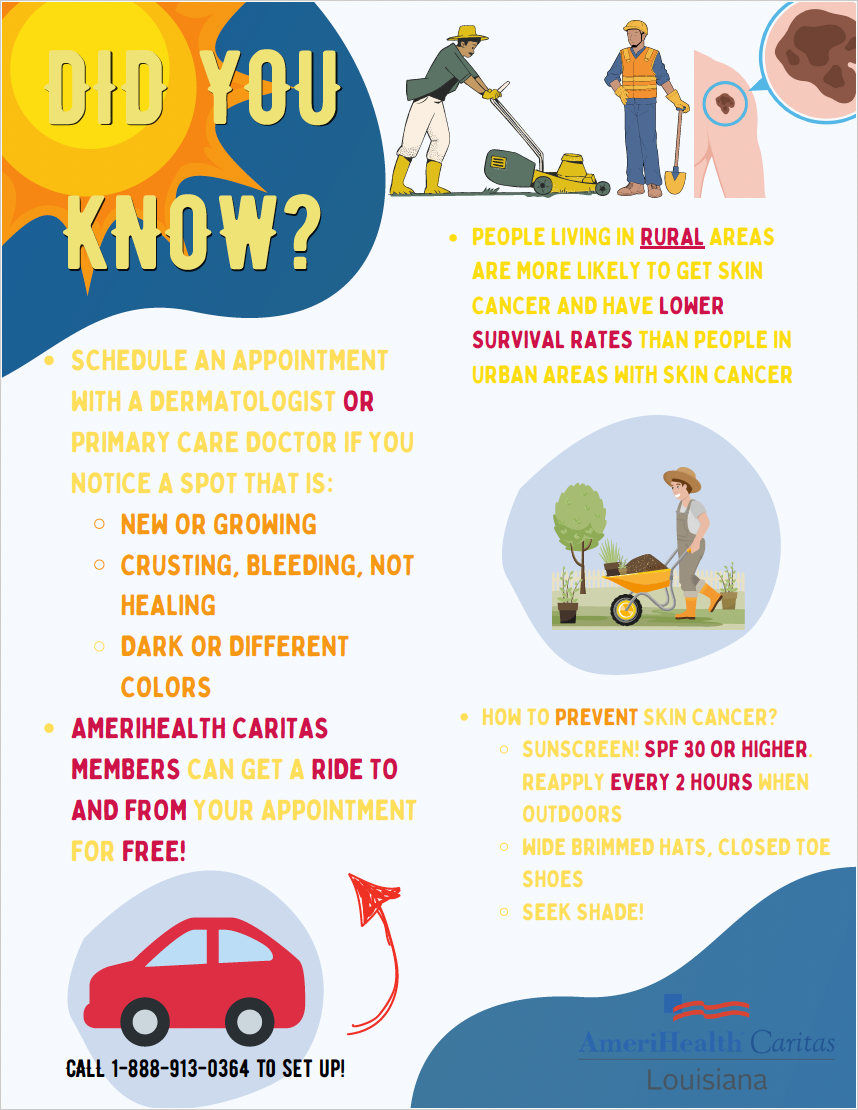 DID YOU
KNOW?
PEOPLE LIVING IN RURAL AREAS
ARE MORE LIKELY TO GET SKIN
CANCER AND HAVE LOWER
SURVIVAL RATES THAN PEOPLE IN
URBAN AREAS WITH SKIN CANCER
SCHEDULE AN APPOINTMENT
WITH A DERMATOLOGIST OR
PRIMARY CARE DOCTOR IF YOU
NOTICE A SPOT THAT IS:
NEW OR GROWING
CRUSTING, BLEEDING, NOT
HEALING
DARK OR DIFFERENT
COLORS
AMERIHEALTH CARITAS
MEMBERS CAN GET A RIDE TO
AND FROM YOUR APPOINTMENT
FOR FREE!
CALL 1-888-913-0364 TO SET UP!
HOW TO PREVENT SKIN CANCER?
SUNSCREEN! SPF 30 OR HIGHER.
REAPPLY EVERY 2 HOURS WHEN
OUTDOORS
WIDE BRIMMED HATS, CLOSED TOE
SHOES
SEEK SHADE!
AmeriHealth Caritas
Louisiana